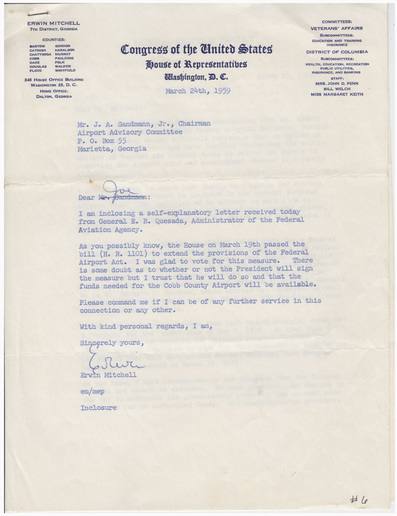 ERWIN MITCHELL
7TH DISTRICT, GEORGIA
COUNTIES:
BARTOW GORDON
CATOOSA HARALSON
CHATTOOGA MURRAY
COBB PAULDING
DADE POLK
DOUGLAS WALKER
FLOYD WHITFIELD
HOUSE OFFICE BUILDING
WASHINGTON 25, D. C.
HOME OFFICE:
DALTON, GEORGIA
Congress of the United States
House of Representatives
Washington, D. C.
COMMITTEES:
VETERANS' AFFAIRS
SUBCOMMITTEES:
EDUCATION AND TRAINING
INSURANCE
DISTRICT OF COLUMBIA
SUBCOMMITTEES:
HEALTH, EDUCATION, RECREATION
PUBLIC UTILITIES,
INSURANCE, AND BANKING
STAFF:
MRS. JOHN D. PENN
BILL WELCH
MISS MARGARET KEITH
March 24th, 1959
Mr. J. A. Sandmann, Jr., Chairman
Airport Advisory Committee
P. O. Box 55
Marietta, Georgia
Joe
Dear Mr. Sandmann:
I am inclosing a self-explanatory letter received today
from General E. R. Quesada, Administrator of the Federal
Aviation Agency.
As you possibly know, the House on March 19th passed the
bill (H. R. 1101) to extend the provisions of the Federal
Airport Act. I was glad to vote for this measure. There
is some doubt as to whether or not the President will sign
the measure but I trust that he will do so and that the
funds needed for the Cobb County Airport will be available.
Please command me if I can be of any further service in this
connection or any other.
With kind personal regards, I am,
Sincerely yours,
Erwin
Erwin Mitchell
em/mep
Inclosure
#6